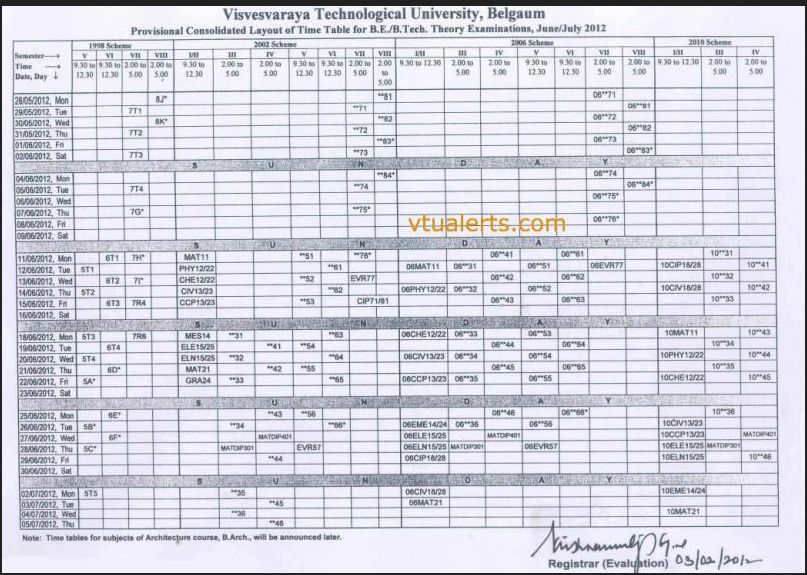 Visvesvaraya Technological University, Belgaum
Provisional Consolidated Layout of Time Table for B.E./B.Tech. Theory Examinations, June/July 2012
1998 Scheme 2002 Scheme 2006 Scheme 2010 Scheme
Semester V VI VII VIII I/II III IV V VI VII VIII I/II III IV V VI VII VIII I/II III IV
Time 9.30 to 12.30 9.30 to 12.30 2.00 to 5.00 2.00 to 5.00 9.30 to 12.30 2.00 to 5.00 2.00 to 5.00 9.30 to 12.30 9.30 to 12.30 2.00 to 5.00 2.00 to 5.00 9.30 to 12.30 2.00 to 5.00 2.00 to 5.00 9.30 to 12.30 9.30 to 12.30 2.00 to 5.00 2.00 to 5.00 9.30 to 12.30 2.00 to 5.00 2.00 to 5.00
Date, Day
28/05/2012, Mon 8J* **81 06**71
29/05/2012, Tue 7T1 **71 06**81
30/05/2012, Wed 8K* **82 06**72
31/05/2012, Thu 7T2 **72 06**82
01/06/2012, Fri **83* 06**73
02/06/2012, Sat 7T3 **73 06**83*
S U N D A Y
04/06/2012, Mon **84* 06**74
05/06/2012, Tue 7T4 **74 06**84*
06/06/2012, Wed 06**75*
07/06/2012, Thu 7G* **75*
08/06/2012, Fri 06**76*
09/06/2012, Sat
vtualerts.com
S U N D A Y
11/06/2012, Mon 6T1 7H* MAT11 **51 **76* 06**41 06**61 10**31
12/06/2012, Tue 5T1 PHY12/22 **61 06MAT11 06**31 06**51 06EVR77 10CIP18/28 10**41
13/06/2012, Wed 6T2 7I* CHE12/22 **52 EVR77 06**42 06**62 10**32
14/06/2012, Thu 5T2 CIV13/23 **62 06PHY12/22 06**32 06**52 10CIV18/28 10**42
15/06/2012, Fri 6T3 7R4 CCP13/23 **53 CIP71/81 06**43 06**63 10**33
16/06/2012, Sat
S U N D A Y
18/06/2012, Mon 5T3 7R6 MES14 **31 **63 06CHE12/22 06**33 06**53 10MAT11 10**43
19/06/2012, Tue 6T4 ELE15/25 **41 **54 06**44 06**64 10**34
20/06/2012, Wed 5T4 ELN15/25 **32 **64 06CIV13/23 06**34 06**54 10PHY12/22 10**44
21/06/2012, Thu 6D* MAT21 **42 **55 06**45 06**65 10**35
22/06/2012, Fri 5A* GRA24 **33 **65 06CCP13/23 06**35 06**55 10CHE12/22 10**45
23/06/2012, Sat
S U N D A Y
25/06/2012, Mon 6E* **43 **56 06**46 06**66* 10**36
26/06/2012, Tue 5B* **34 **66* 06EME14/24 06**36 06**56 10CIV13/23
27/06/2012, Wed 6F* MATDIP401 06ELE15/25 MATDIP401 10CCP13/23 MATDIP401
28/06/2012, Thu 5C* MATDIP301 EVR57 06ELN15/25 MATDIP301 06EVR57 10ELE15/25 MATDIP301
29/06/2012, Fri **44 06CIP18/28 10ELN15/25 10**46
30/06/2012, Sat
S U N D A Y
02/07/2012, Mon 5T5 **35 06CIV18/28 10EME14/24
03/07/2012, Tue **45 06MAT21
04/07/2012, Wed **36 10MAT21
05/07/2012, Thu **46
Note: Time tables for subjects of Architecture course, B.Arch., will be announced later.
Registrar (Evaluation) 03/02/2012